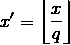 x′ = ⌊x/q⌋